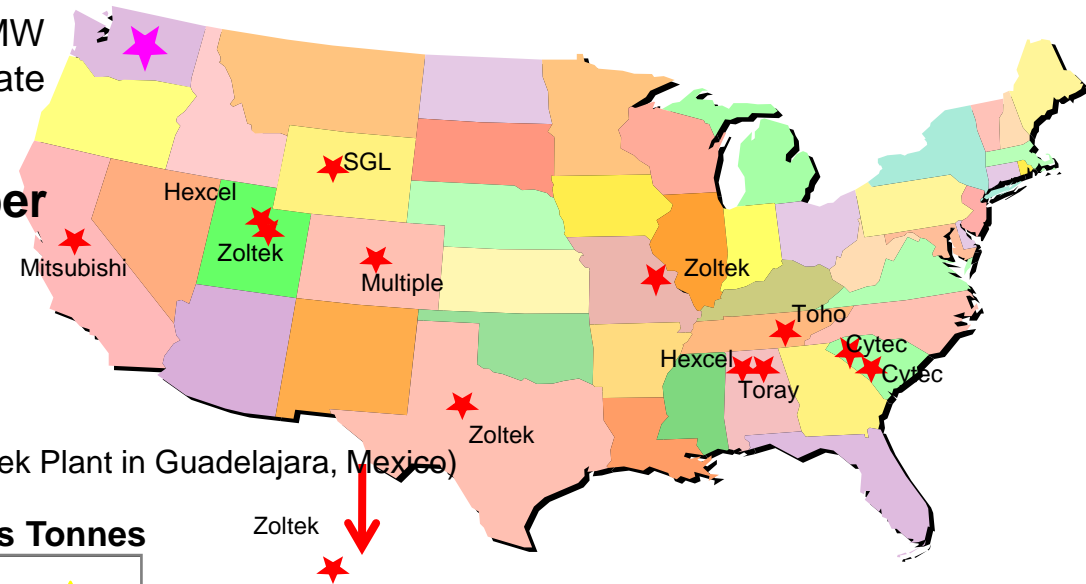 MW
ate
SGL
Hexcel
ber
Zoltek
Mitsubishi
Multiple
Zoltek
Toho
Cytec
Hexcel
Cytec
Toray
Zoltek
ek Plant in Guadelajara, Mexico)
Zoltek
s Tonnes